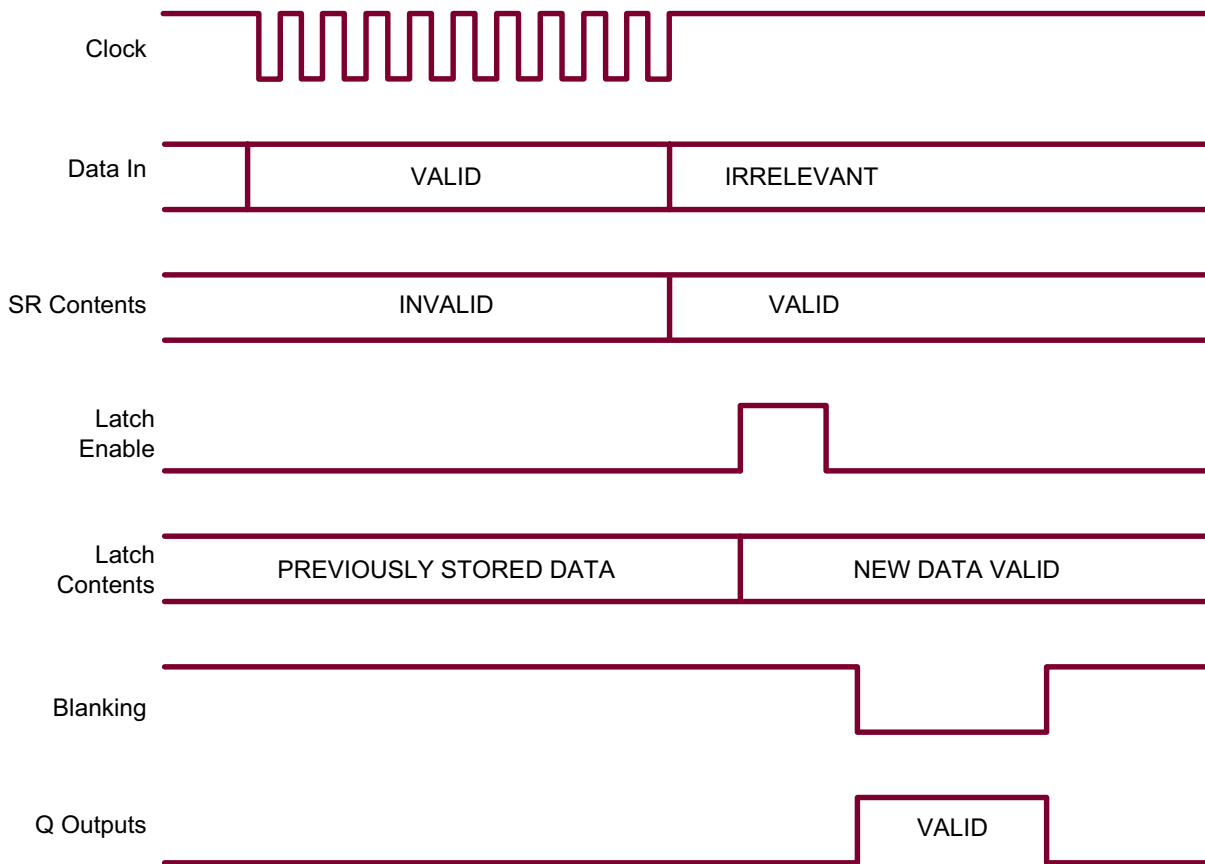 Clock
Data In
VALID
IRRELEVANT
SR Contents
INVALID
VALID
Latch
Enable
Latch
Contents
PREVIOUSLY STORED DATA
NEW DATA VALID
Blanking
Q Outputs
VALID